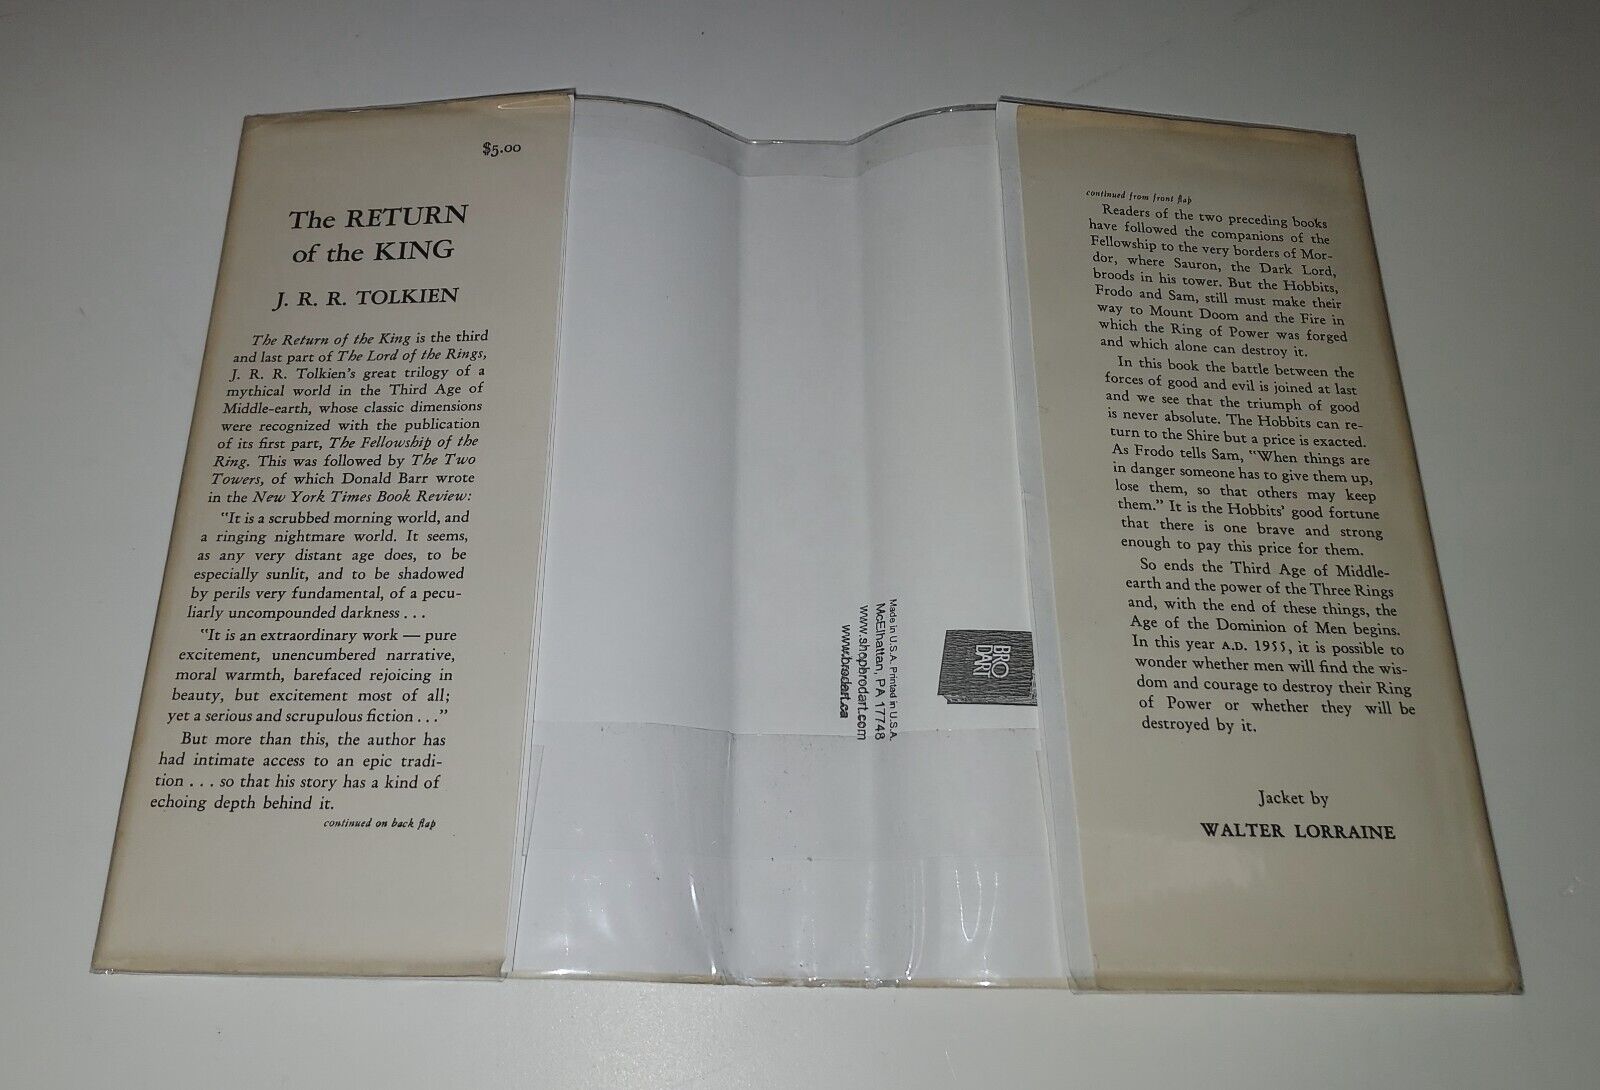 $5.00
The RETURN
of the KING
J. R. R. TOLKIEN
The Return of the King is the third
and last part of The Lord of the Rings,
J. R. R. Tolkien's great trilogy of a
mythical world in the Third Age of
Middle-earth, whose classic dimensions
were recognized with the publication
of its first part, The Fellowship of the
Ring. This was followed by The Two
Towers, of which Donald Barr wrote
in the New York Times Book Review:
"It is a scrubbed morning world, and
a ringing nightmare world. It seems,
as any very distant age does, to be
especially sunlit, and to be shadowed
by perils very fundamental, of a pecu-
liarly uncompounded darkness . . .
"It is an extraordinary work — pure
excitement, unencumbered narrative,
moral warmth, barefaced rejoicing in
beauty, but excitement most of all;
yet a serious and scrupulous fiction . . ."
But more than this, the author has
had intimate access to an epic tradi-
tion . . . so that his story has a kind of
echoing depth behind it.
continued on back flap
BRO
DART
Made in U.S.A. Printed in U.S.A.
McElhattan, PA 17748
www.shopbrodart.com
www.brodart.ca
continued from front flap
Readers of the two preceding books
have followed the companions of the
Fellowship to the very borders of Mor-
dor, where Sauron, the Dark Lord,
broods in his tower. But the Hobbits,
Frodo and Sam, still must make their
way to Mount Doom and the Fire in
which the Ring of Power was forged
and which alone can destroy it.
In this book the battle between the
forces of good and evil is joined at last
and we see that the triumph of good
is never absolute. The Hobbits can re-
turn to the Shire but a price is exacted.
As Frodo tells Sam, "When things are
in danger someone has to give them up,
lose them, so that others may keep
them." It is the Hobbits' good fortune
that there is one brave and strong
enough to pay this price for them.
So ends the Third Age of Middle-
earth and the power of the Three Rings
and, with the end of these things, the
Age of the Dominion of Men begins.
In this year A.D. 1955, it is possible to
wonder whether men will find the wis-
dom and courage to destroy their Ring
of Power or whether they will be
destroyed by it.
Jacket by
WALTER LORRAINE